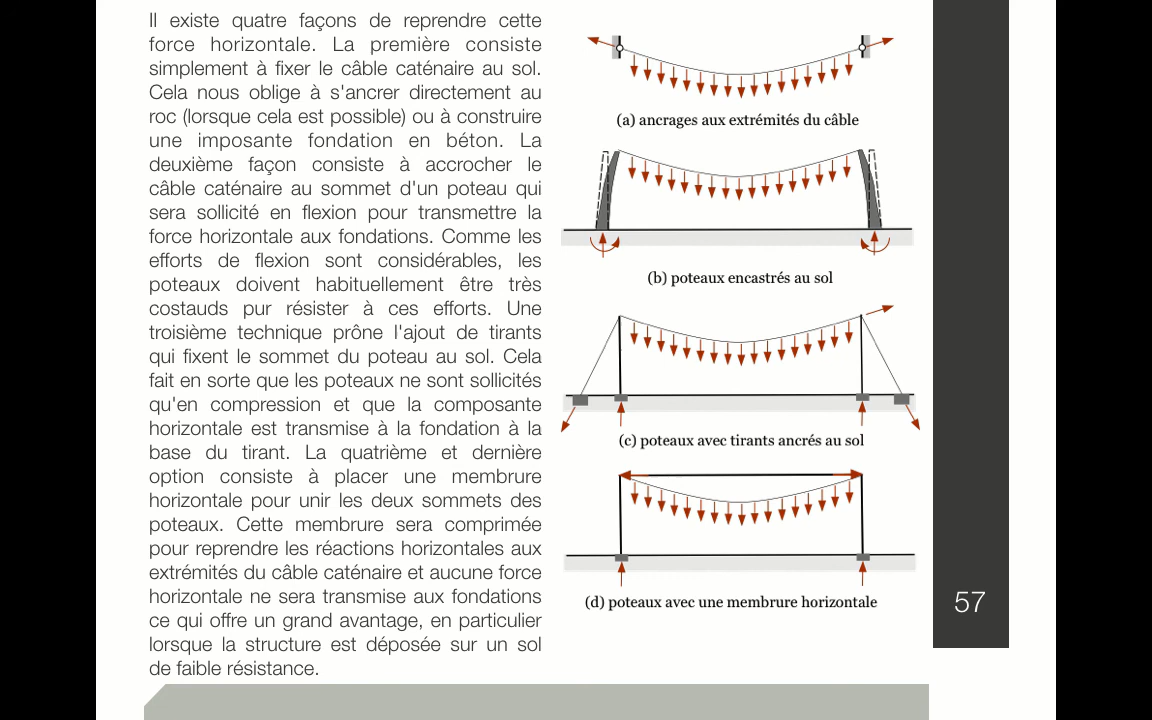 Il existe quatre façons de reprendre cette
force horizontale. La première consiste
simplement à fixer le câble caténaire au sol.
Cela nous oblige à s'ancrer directement au
roc (lorsque cela est possible) ou à construire
une imposante fondation en béton. La
deuxième façon consiste à accrocher le
câble caténaire au sommet d'un poteau qui
sera sollicité en flexion pour transmettre la
force horizontale aux fondations. Comme les
efforts de flexion sont considérables, les
poteaux doivent habituellement être très
costauds pur résister à ces efforts. Une
troisième technique prône l'ajout de tirants
qui fixent le sommet du poteau au sol. Cela
fait en sorte que les poteaux ne sont sollicités
qu'en compression et que la composante
horizontale est transmise à la fondation à la
base du tirant. La quatrième et dernière
option consiste à placer une membrure
horizontale pour unir les deux sommets des
poteaux. Cette membrure sera comprimée
pour reprendre les réactions horizontales aux
extrémités du câble caténaire et aucune force
horizontale ne sera transmise aux fondations
ce qui offre un grand avantage, en particulier
lorsque la structure est déposée sur un sol
de faible résistance.
(a) ancrages aux extrémités du câble
(b) poteaux encastrés au sol
(c) poteaux avec tirants ancrés au sol
(d) poteaux avec une membrure horizontale
57